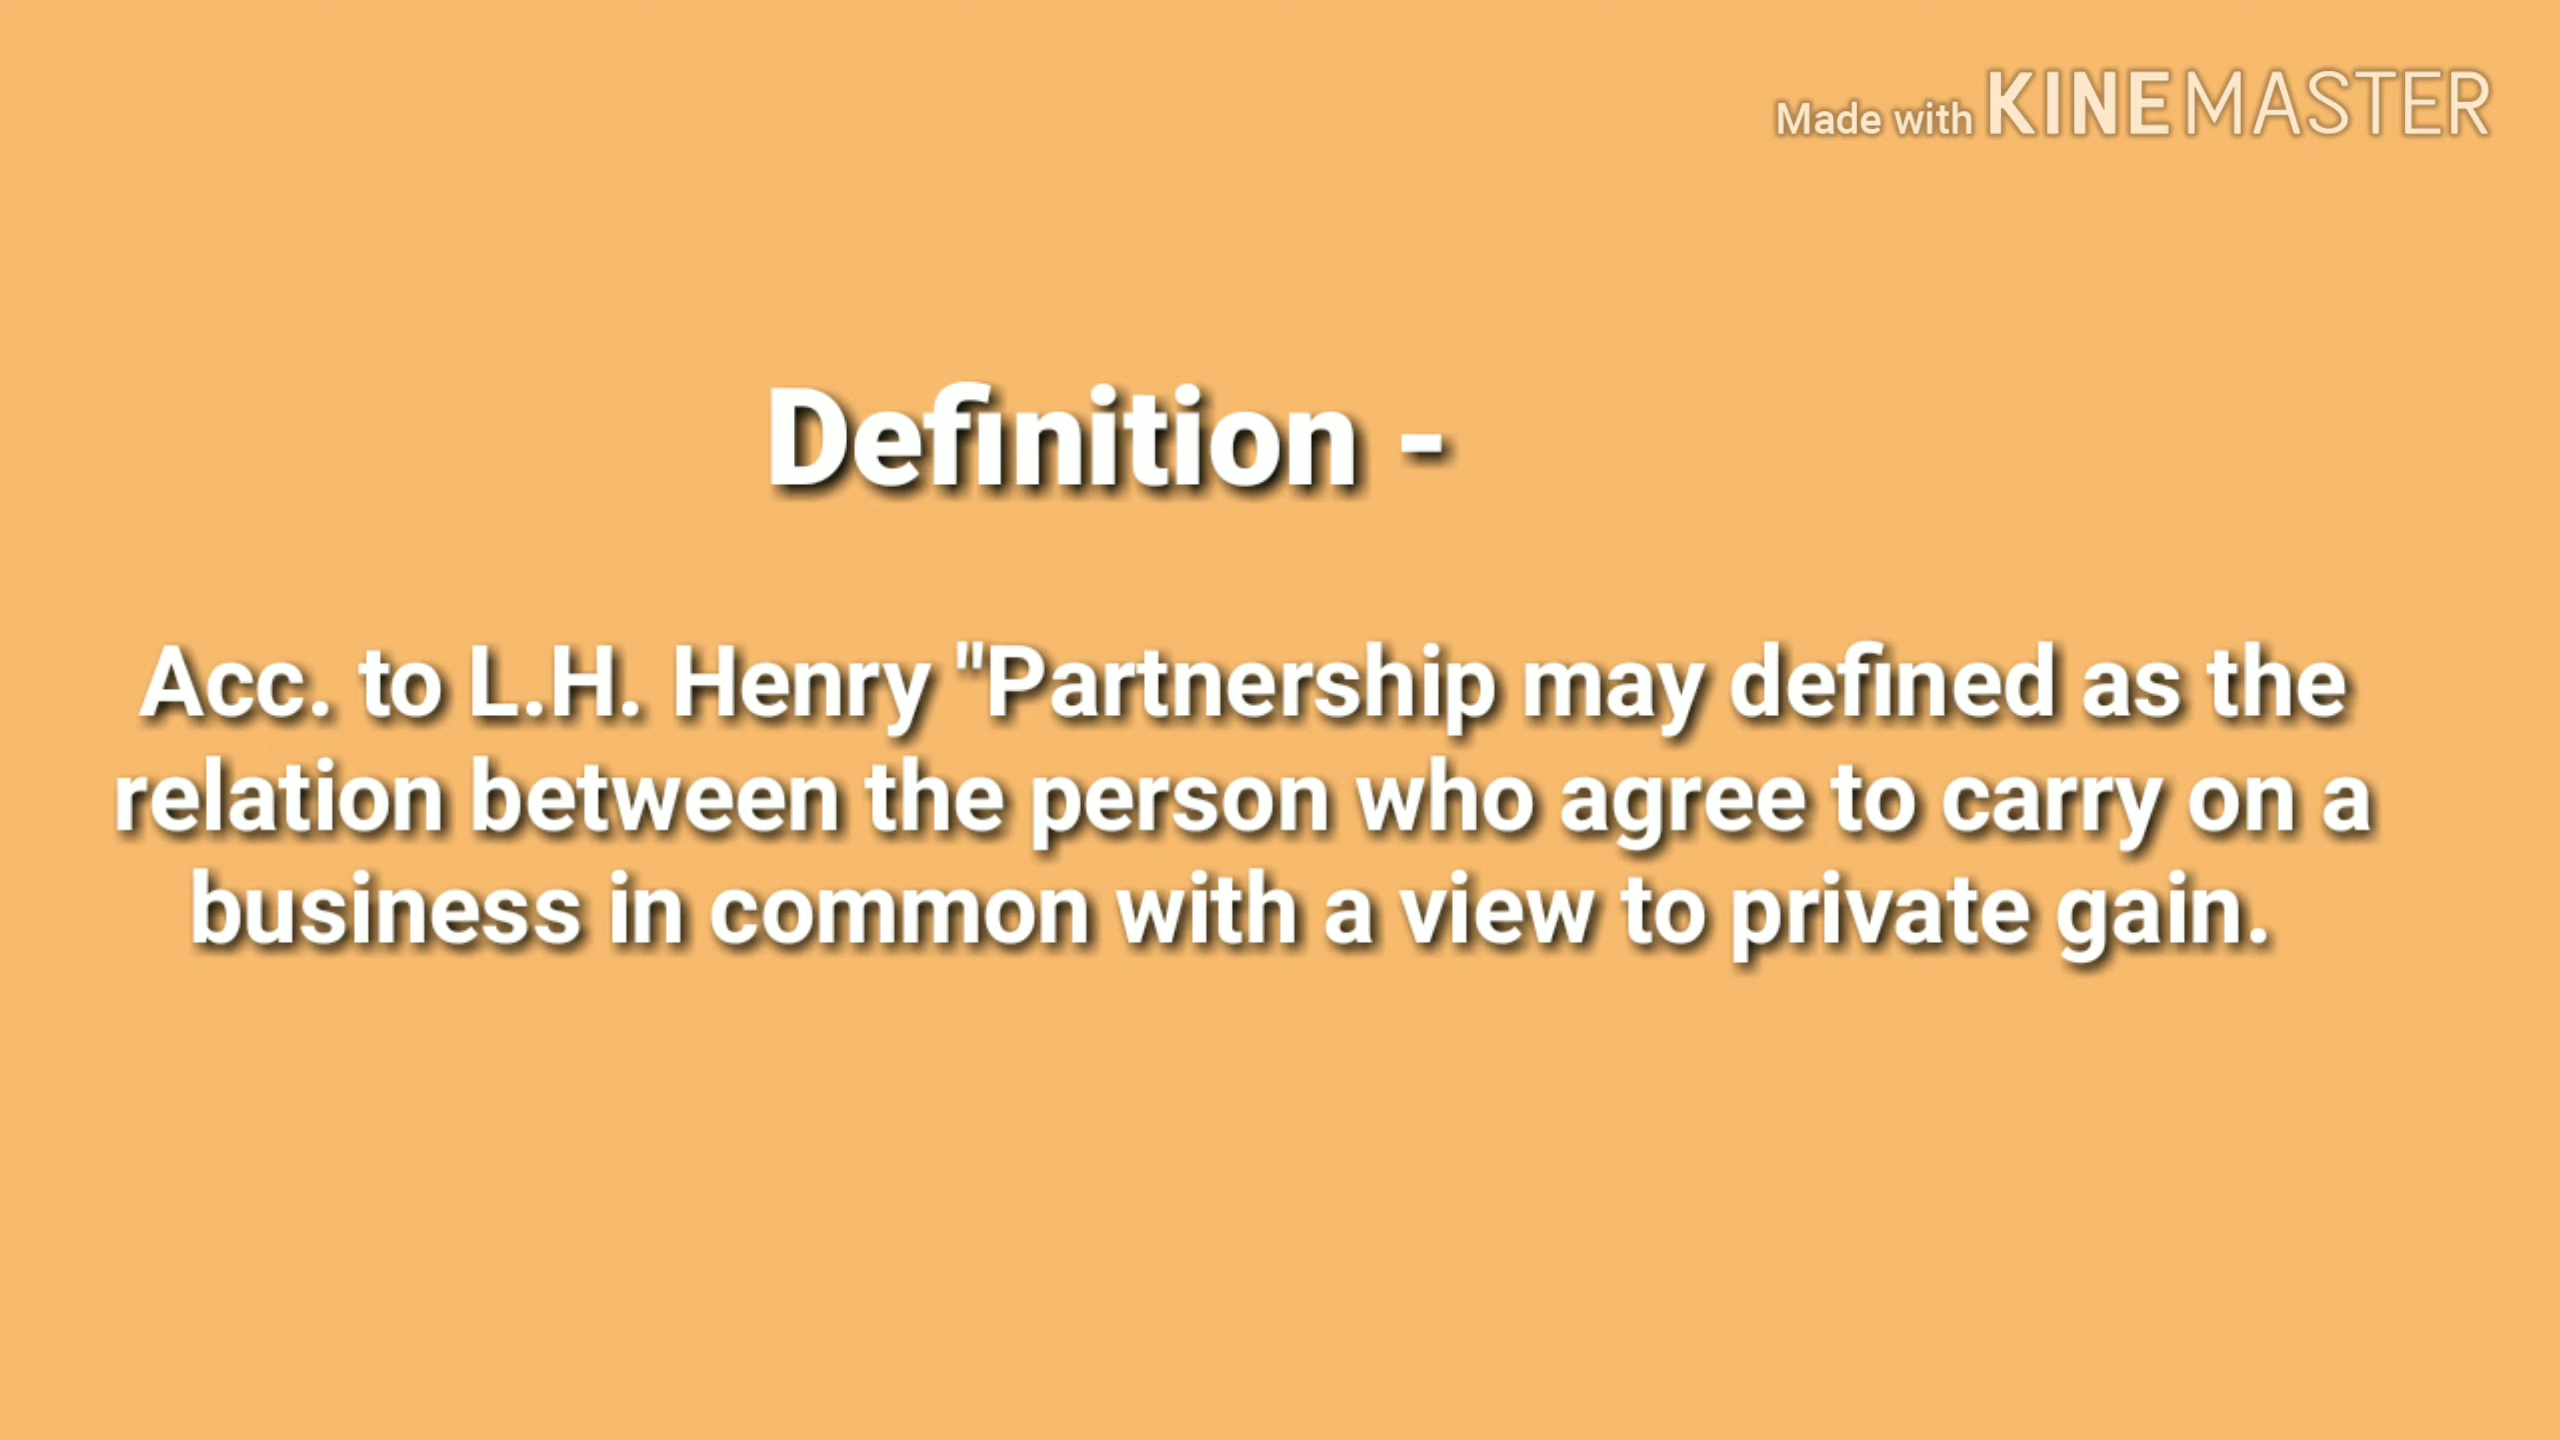 Made with KINEMASTER
Definition -
Acc. to L.H. Henry "Partnership may defined as the
relation between the person who agree to carry on a
business in common with a view to private gain.